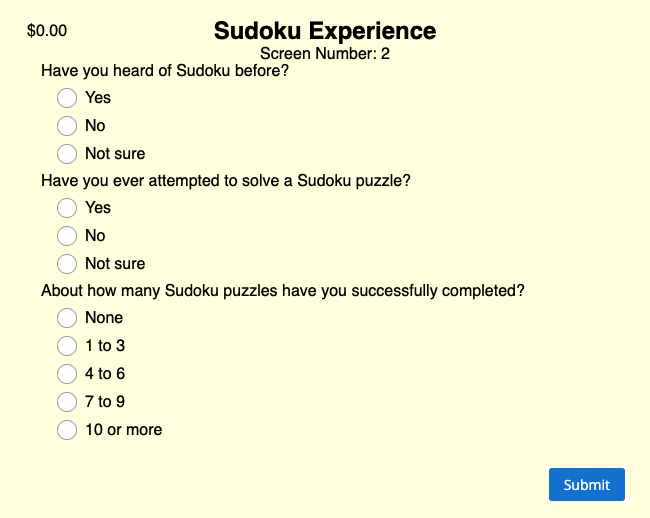 $0.00
Sudoku Experience
Screen Number: 2
Have you heard of Sudoku before?
Yes
No
Not sure
Have you ever attempted to solve a Sudoku puzzle?
Yes
No
Not sure
About how many Sudoku puzzles have you successfully completed?
None
1 to 3
4 to 6
7 to 9
10 or more
Submit